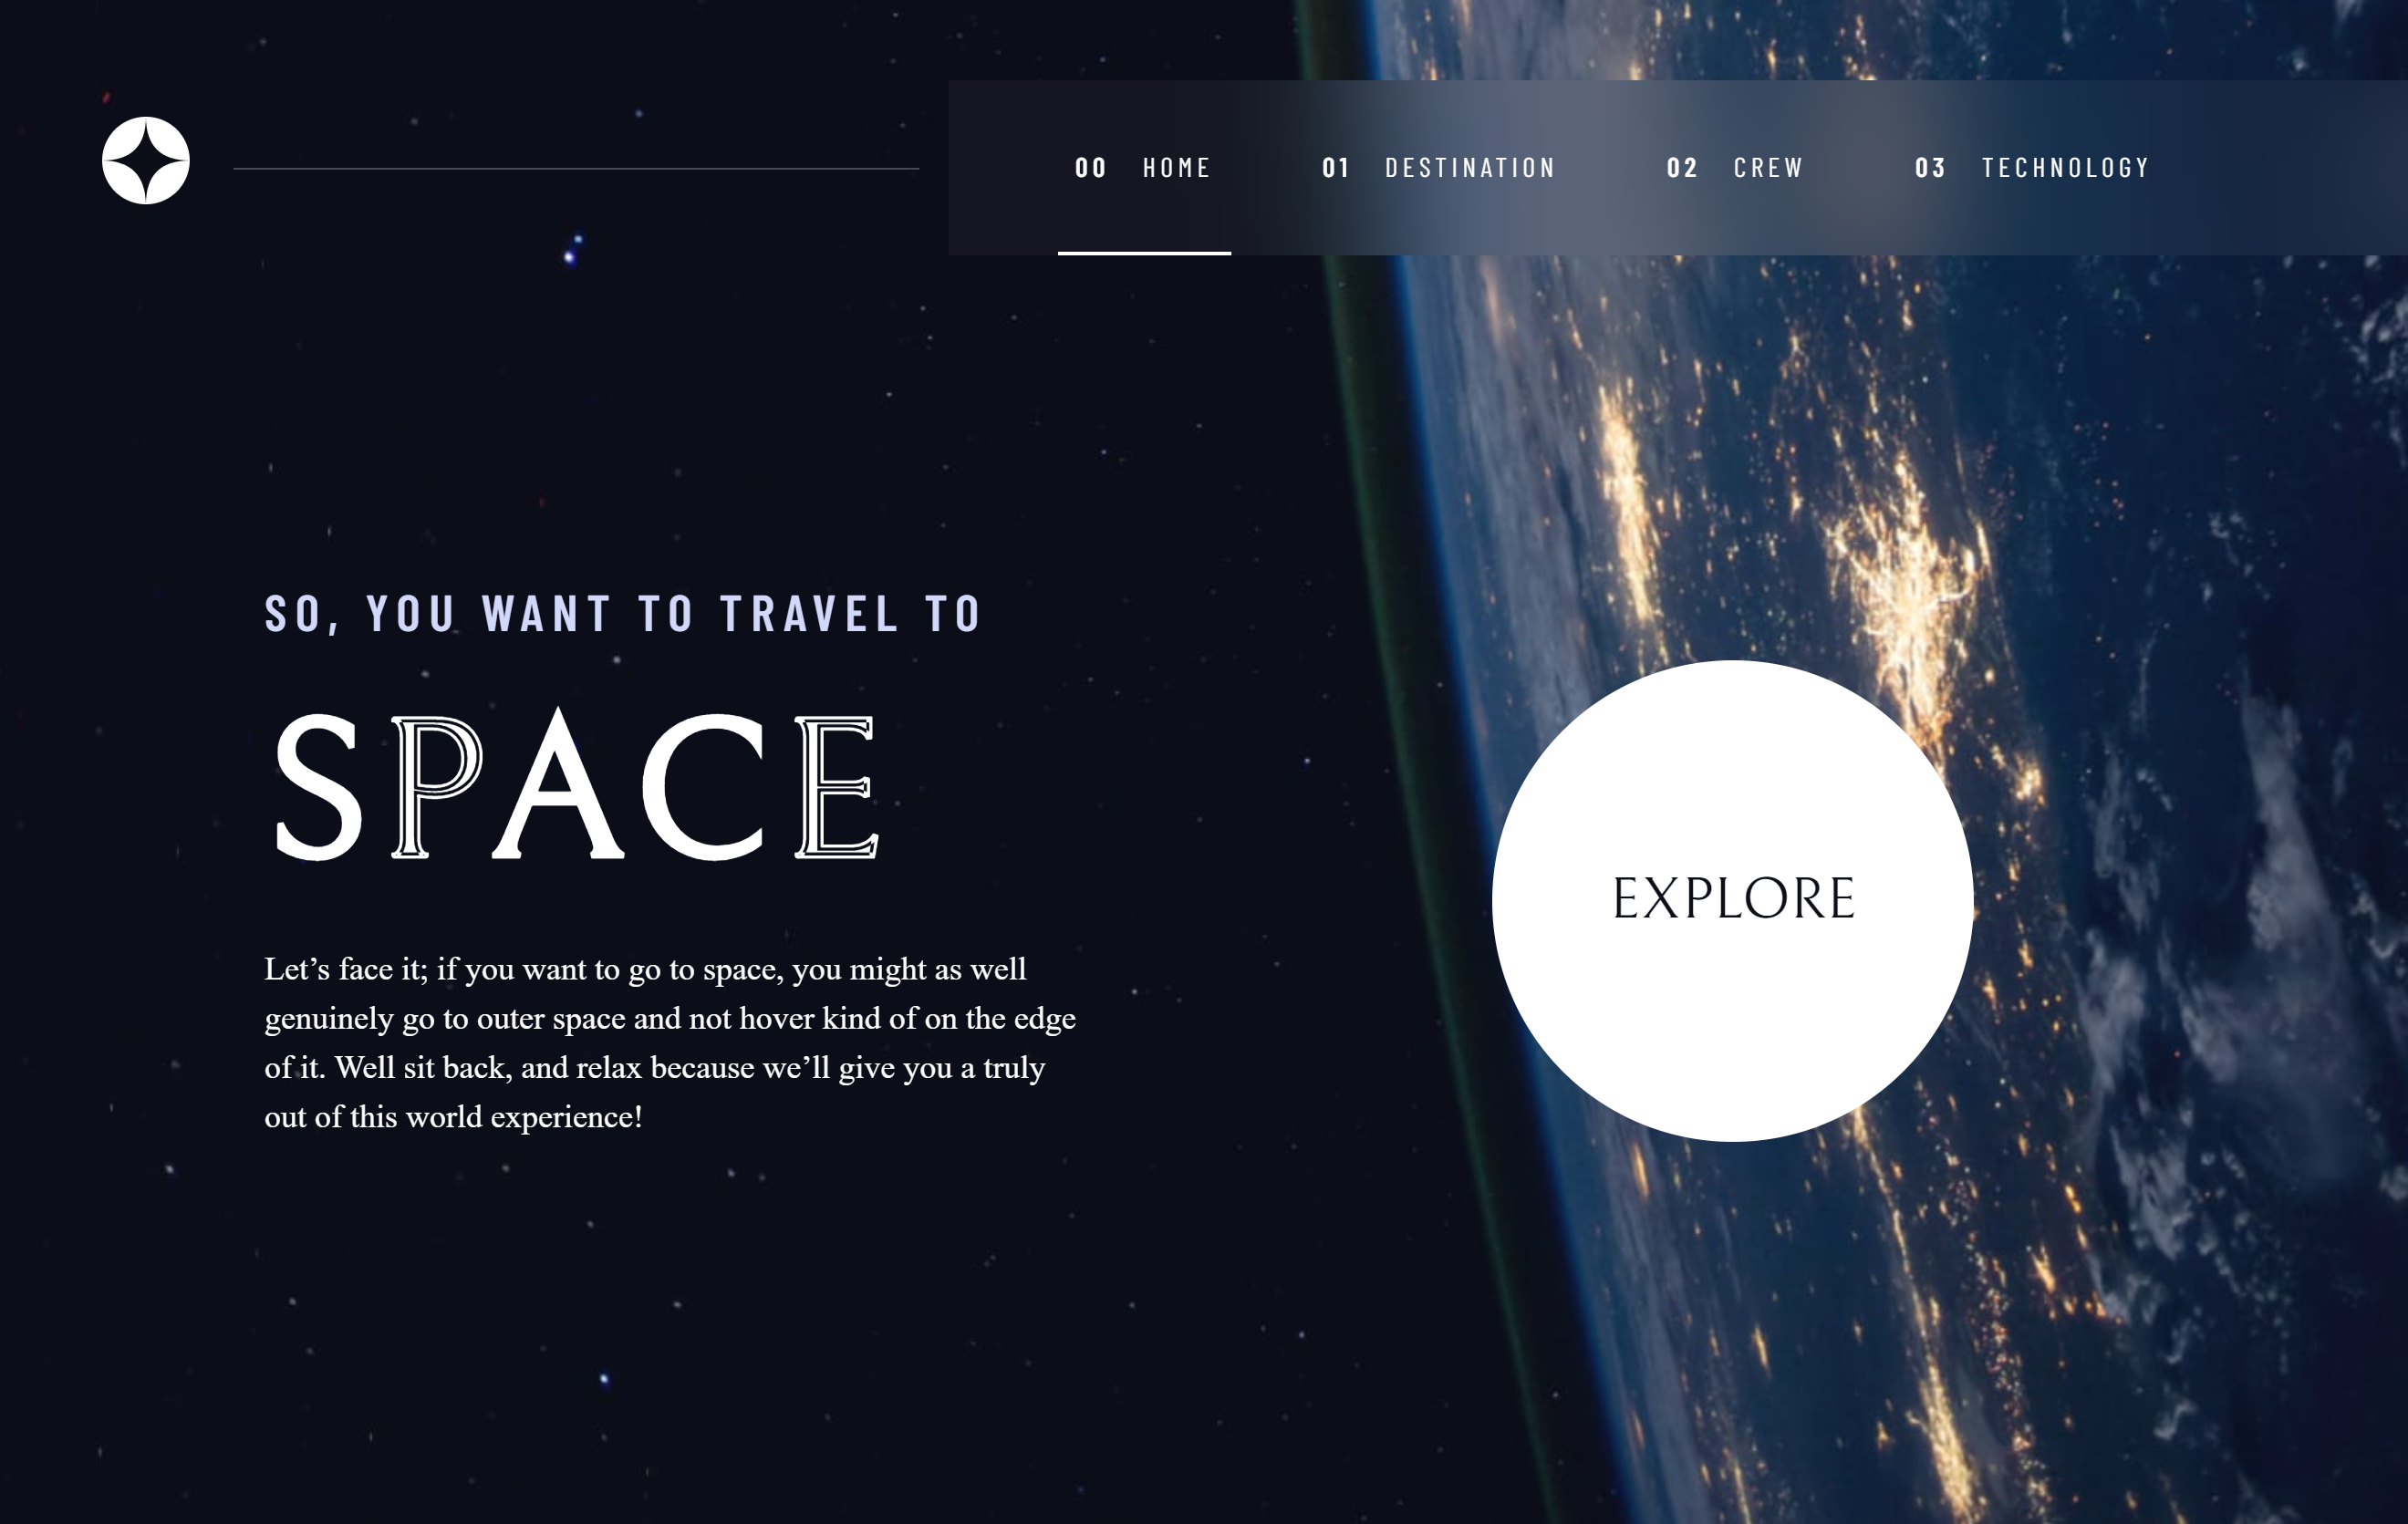 00 HOME 01 DESTINATION 02 CREW 03 TECHNOLOGY
SO, YOU WANT TO TRAVEL TO
SPACE
Let’s face it; if you want to go to space, you might as well
genuinely go to outer space and not hover kind of on the edge
of it. Well sit back, and relax because we’ll give you a truly
out of this world experience!
EXPLORE